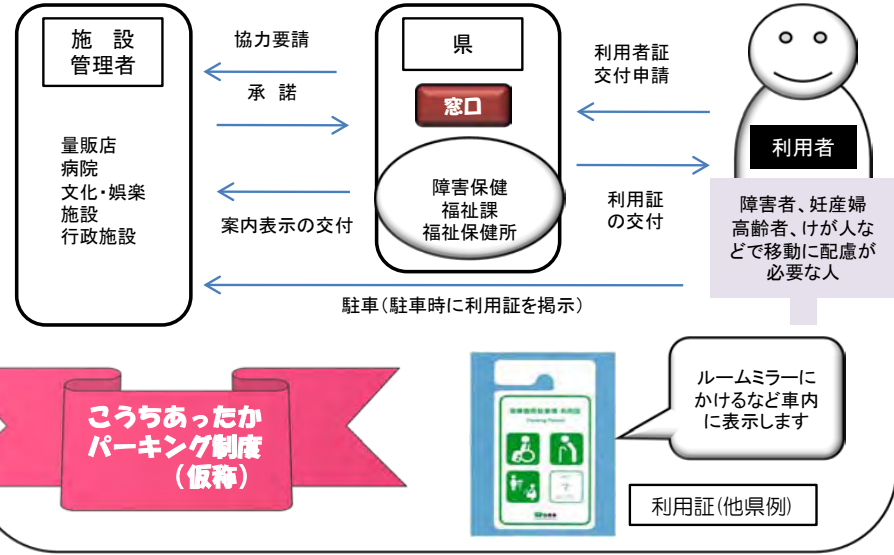 施 設
管理者
量販店
病院
文化・娯楽
施設
行政施設
協力要請
承 諾
案内表示の交付
県
窓口
障害保健
福祉課
福祉保健所
利用者証
交付申請
利用証
の交付
利用者
障害者、妊産婦
高齢者、けが人な
どで移動に配慮が
必要な人
駐車(駐車時に利用証を掲示)
こうちあったか
パーキング制度
(仮称)
ルームミラーに
かけるなど車内
に表示します
利用証(他県例)